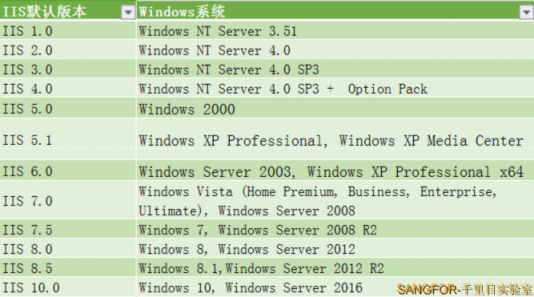 IIS默认版本 Windows系统
IIS 1.0 Windows NT Server 3.51
IIS 2.0 Windows NT Server 4.0
IIS 3.0 Windows NT Server 4.0 SP3
IIS 4.0 Windows NT Server 4.0 SP3 + Option Pack
IIS 5.0 Windows 2000
IIS 5.1 Windows XP Professional, Windows XP Media Center
IIS 6.0 Windows Server 2003, Windows XP Professional x64
IIS 7.0 Windows Vista (Home Premium, Business, Enterprise,
Ultimate), Windows Server 2008
IIS 7.5 Windows 7, Windows Server 2008 R2
IIS 8.0 Windows 8, Windows Server 2012
IIS 8.5 Windows 8.1,Windows Server 2012 R2
IIS 10.0 Windows 10, Windows Server 2016
SANGFOR-千里目实验室